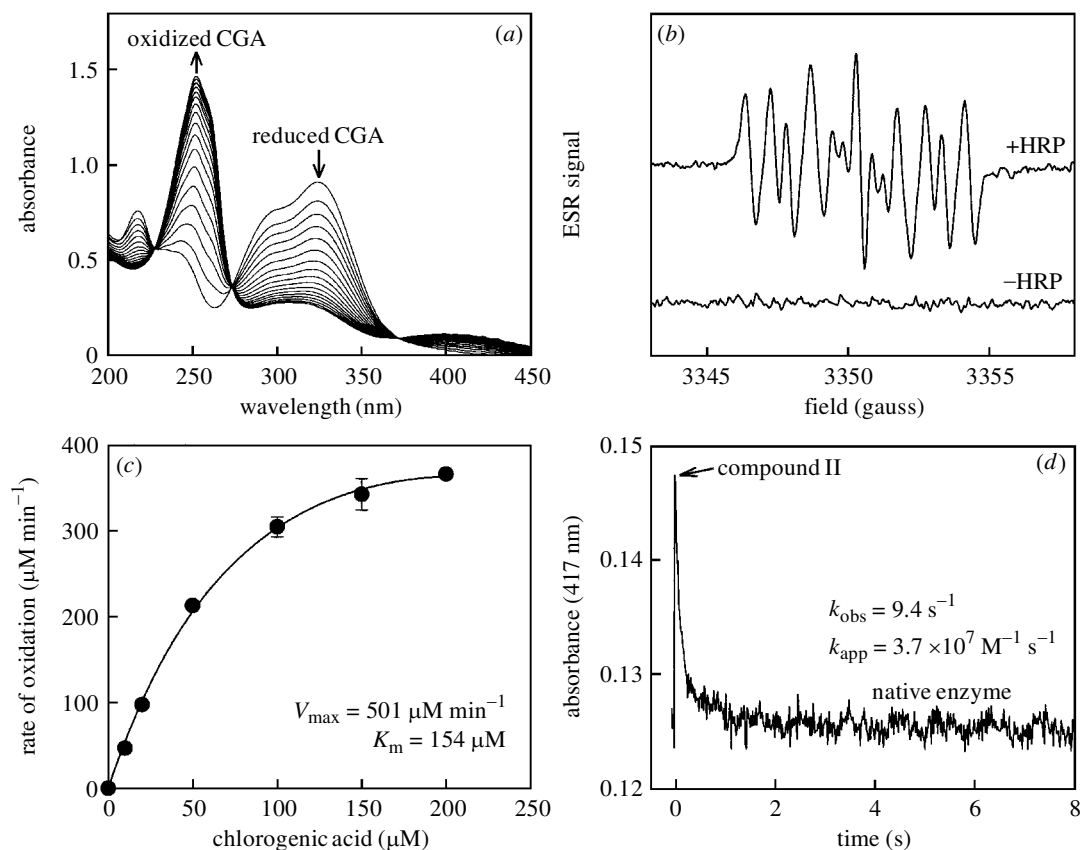 (a)
oxidized CGA
reduced CGA
absorbance
1.5
1.0
0.5
0
200 250 300 350 400 450
wavelength (nm)
(b)
ESR signal
+HRP
−HRP
3345 3350 3355
field (gauss)
(c)
rate of oxidation (μM min⁻¹)
400
300
200
100
0
V_max = 501 μM min⁻¹
K_m = 154 μM
0 50 100 150 200 250
chlorogenic acid (μM)
(d)
compound II
absorbance (417 nm)
0.15
0.14
0.13
0.12
k_obs = 9.4 s⁻¹
k_app = 3.7 ×10⁷ M⁻¹ s⁻¹
native enzyme
0 2 4 6 8
time (s)